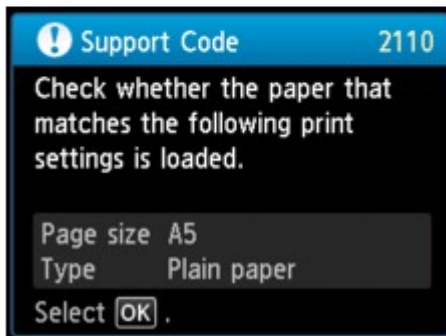 Support Code 2110
Check whether the paper that
matches the following print
settings is loaded.
Page size A5
Type Plain paper
Select OK .